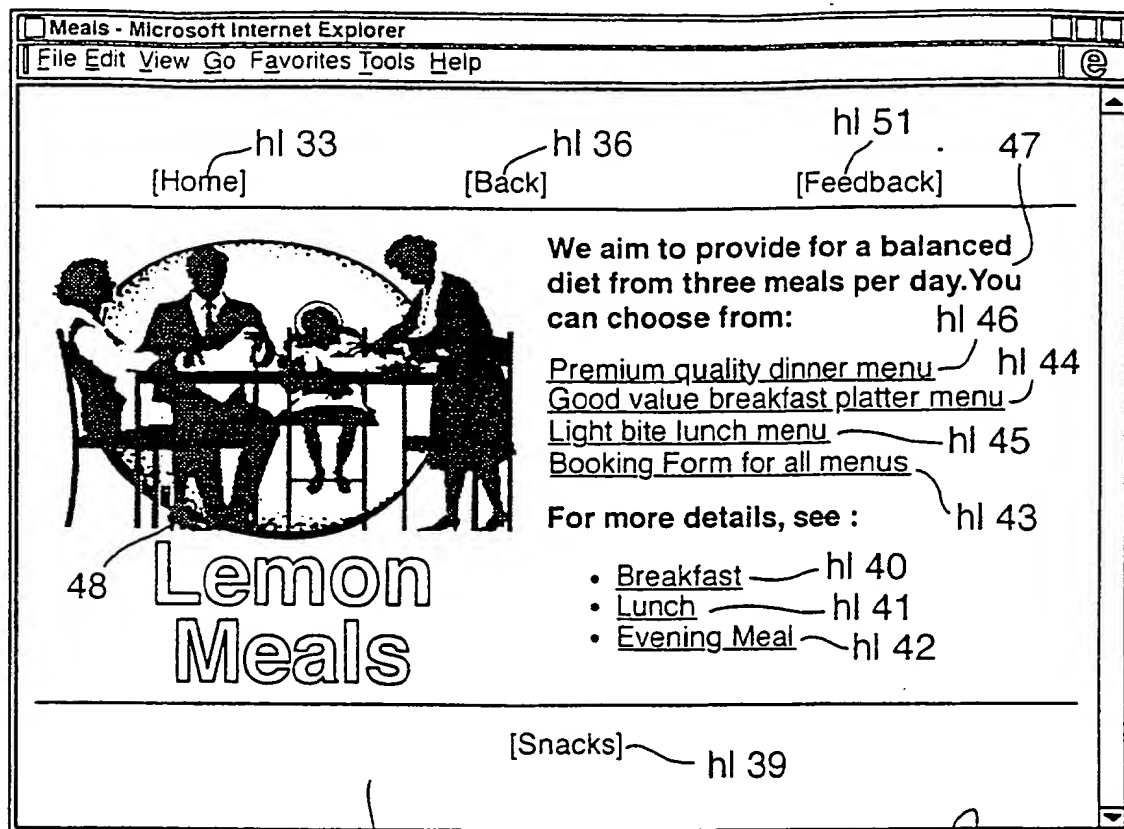 Meals - Microsoft Internet Explorer
File Edit View Go Favorites Tools Help
e
hl 33 hl 36 hl 51 47
[Home] [Back] [Feedback]
We aim to provide for a balanced
diet from three meals per day.You
can choose from:
hl 46
Premium quality dinner menu hl 44
Good value breakfast platter menu
Light bite lunch menu hl 45
Booking Form for all menus
For more details, see : hl 43
48
Lemon
Meals
• Breakfast hl 40
• Lunch hl 41
• Evening Meal hl 42
[Snacks] hl 39